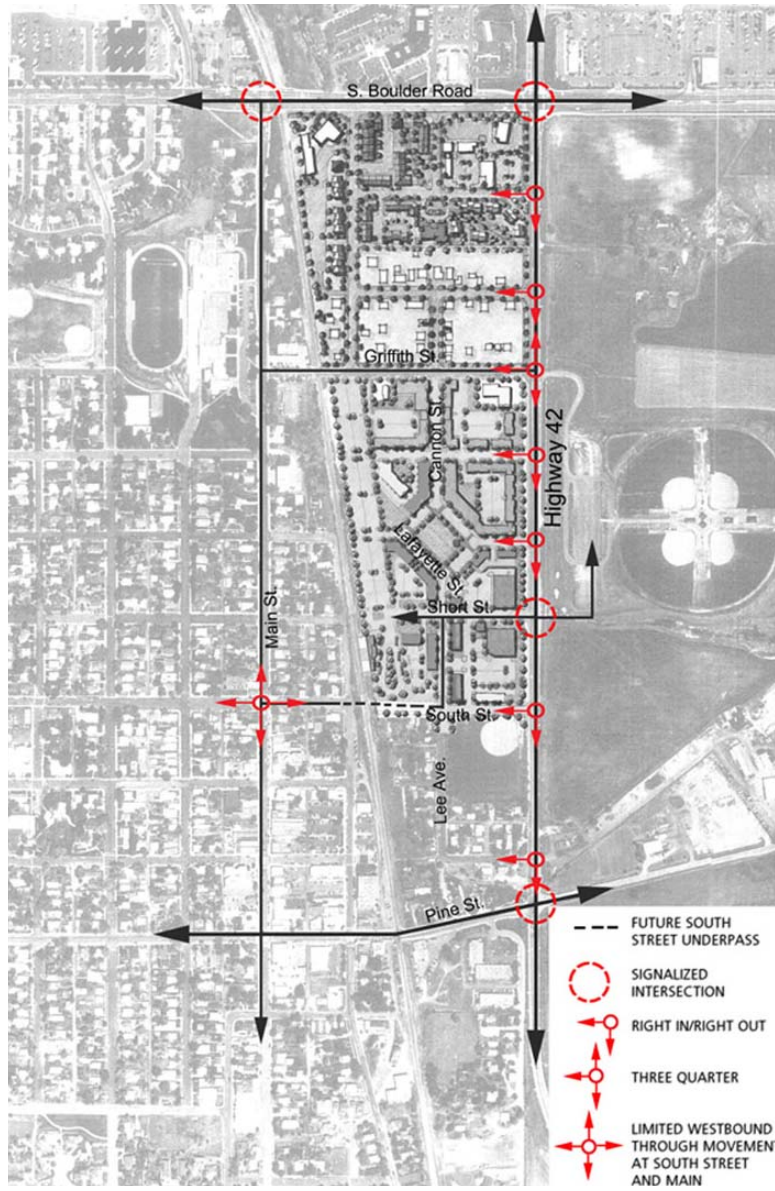 S. Boulder Road
Griffith St.
Cannon St.
Highway 42
Lafayette St.
Short St.
Main St.
South St.
Lee Ave.
Pine St.
FUTURE SOUTH
STREET UNDERPASS
SIGNALIZED
INTERSECTION
RIGHT IN/RIGHT OUT
THREE QUARTER
LIMITED WESTBOUND
THROUGH MOVEMEN
AT SOUTH STREET
AND MAIN